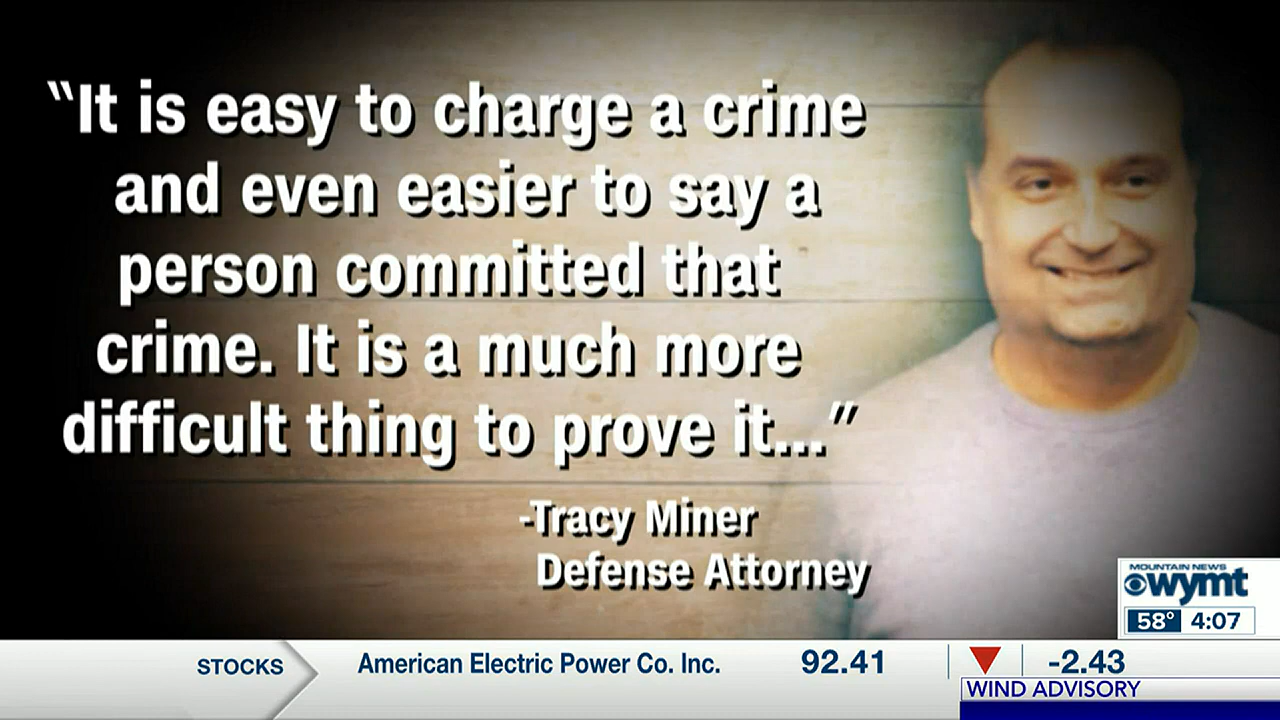 “It is easy to charge a crime
and even easier to say a
person committed that
crime. It is a much more
difficult thing to prove it...”
-Tracy Miner
Defense Attorney
MOUNTAIN NEWS
wymt
58° 4:07
STOCKS American Electric Power Co. Inc. 92.41 -2.43
WIND ADVISORY